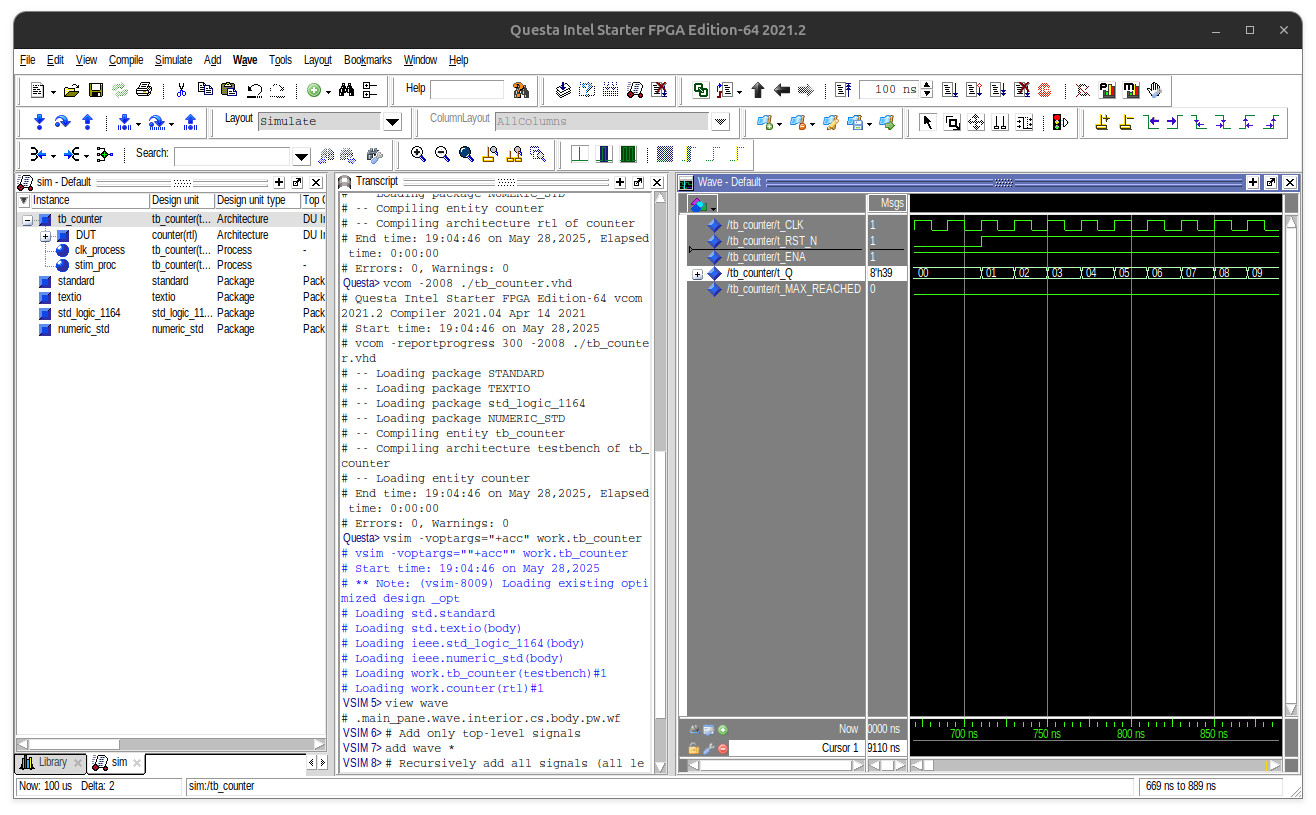 Questa Intel Starter FPGA Edition-64 2021.2
File Edit View Compile Simulate Add Wave Tools Layout Bookmarks Window Help
Help
100 ns
Layout Simulate
ColumnLayout AllColumns
Search:
sim - Default
Instance Design unit Design unit type Top C
tb_counter tb_counter(t... Architecture DU In
DUT counter(rtl) Architecture DU In
clk_process tb_counter(t... Process -
stim_proc tb_counter(t... Process -
standard standard Package Pack
textio textio Package Pack
std_logic_1164 std_logic_11... Package Pack
numeric_std numeric_std Package Pack
Library
sim
Transcript
# -- Loading package NUMERIC_STD
# -- Compiling entity counter
# -- Compiling architecture rtl of counter
# End time: 19:04:46 on May 28,2025, Elapsed
time: 0:00:00
# Errors: 0, Warnings: 0
Questa> vcom -2008 ./tb_counter.vhd
# Questa Intel Starter FPGA Edition-64 vcom
2021.2 Compiler 2021.04 Apr 14 2021
# Start time: 19:04:46 on May 28,2025
# vcom -reportprogress 300 -2008 ./tb_counte
r.vhd
# -- Loading package STANDARD
# -- Loading package TEXTIO
# -- Loading package std_logic_1164
# -- Loading package NUMERIC_STD
# -- Compiling entity tb_counter
# -- Compiling architecture testbench of tb_
counter
# -- Loading entity counter
# End time: 19:04:46 on May 28,2025, Elapsed
time: 0:00:00
# Errors: 0, Warnings: 0
Questa> vsim -voptargs="+acc" work.tb_counter
# vsim -voptargs=""+acc"" work.tb_counter
# Start time: 19:04:46 on May 28,2025
# ** Note: (vsim-8009) Loading existing opti
mized design _opt
# Loading std.standard
# Loading std.textio(body)
# Loading ieee.std_logic_1164(body)
# Loading ieee.numeric_std(body)
# Loading work.tb_counter(testbench)#1
# Loading work.counter(rtl)#1
VSIM 5> view wave
# .main_pane.wave.interior.cs.body.pw.wf
VSIM 6> # Add only top-level signals
VSIM 7> add wave *
VSIM 8> # Recursively add all signals (all le
Wave - Default
Msgs
/tb_counter/t_CLK 1
/tb_counter/t_RST_N 1
/tb_counter/t_ENA 1
/tb_counter/t_Q 8'h39 00 01 02 03 04 05 06 07 08 09
/tb_counter/t_MAX_REACHED 0
Now 0000 ns 700 ns 750 ns 800 ns 850 ns
Cursor 1 9110 ns
Now: 100 us Delta: 2 sim:/tb_counter 669 ns to 889 ns